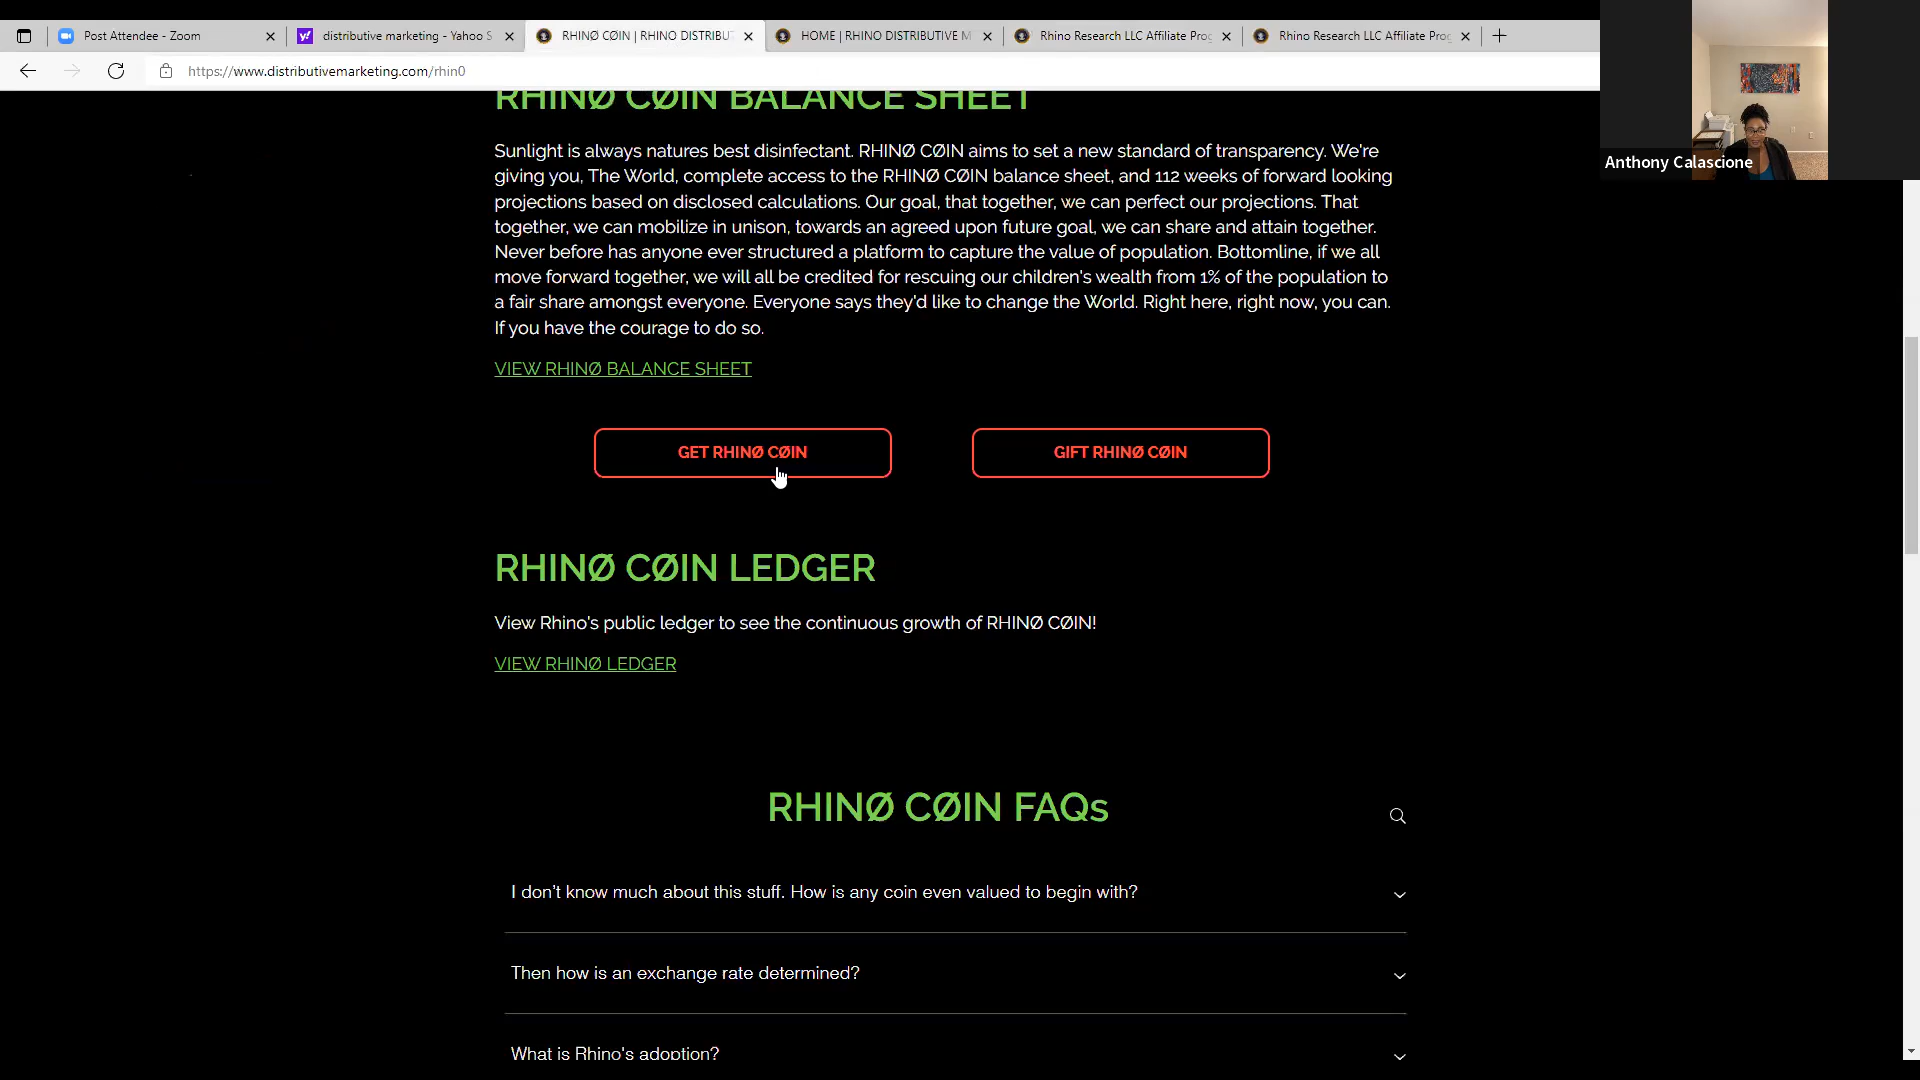 Post Attendee - Zoom
distributive marketing - Yahoo S
RHINØ CØIN | RHINO DISTRIBU
HOME | RHINO DISTRIBUTIVE M
Rhino Research LLC Affiliate Prog
Rhino Research LLC Affiliate Prog
https://www.distributivemarketing.com/rhin0
Anthony Calascione
RHINØ CØIN BALANCE SHEET
Sunlight is always natures best disinfectant. RHINØ CØIN aims to set a new standard of transparency. We're
giving you, The World, complete access to the RHINØ CØIN balance sheet, and 112 weeks of forward looking
projections based on disclosed calculations. Our goal, that together, we can perfect our projections. That
together, we can mobilize in unison, towards an agreed upon future goal, we can share and attain together.
Never before has anyone ever structured a platform to capture the value of population. Bottomline, if we all
move forward together, we will all be credited for rescuing our children's wealth from 1% of the population to
a fair share amongst everyone. Everyone says they'd like to change the World. Right here, right now, you can.
If you have the courage to do so.
VIEW RHINØ BALANCE SHEET
GET RHINØ CØIN
GIFT RHINØ CØIN
RHINØ CØIN LEDGER
View Rhino's public ledger to see the continuous growth of RHINØ CØIN!
VIEW RHINØ LEDGER
RHINØ CØIN FAQs
I don't know much about this stuff. How is any coin even valued to begin with?
Then how is an exchange rate determined?
What is Rhino's adoption?